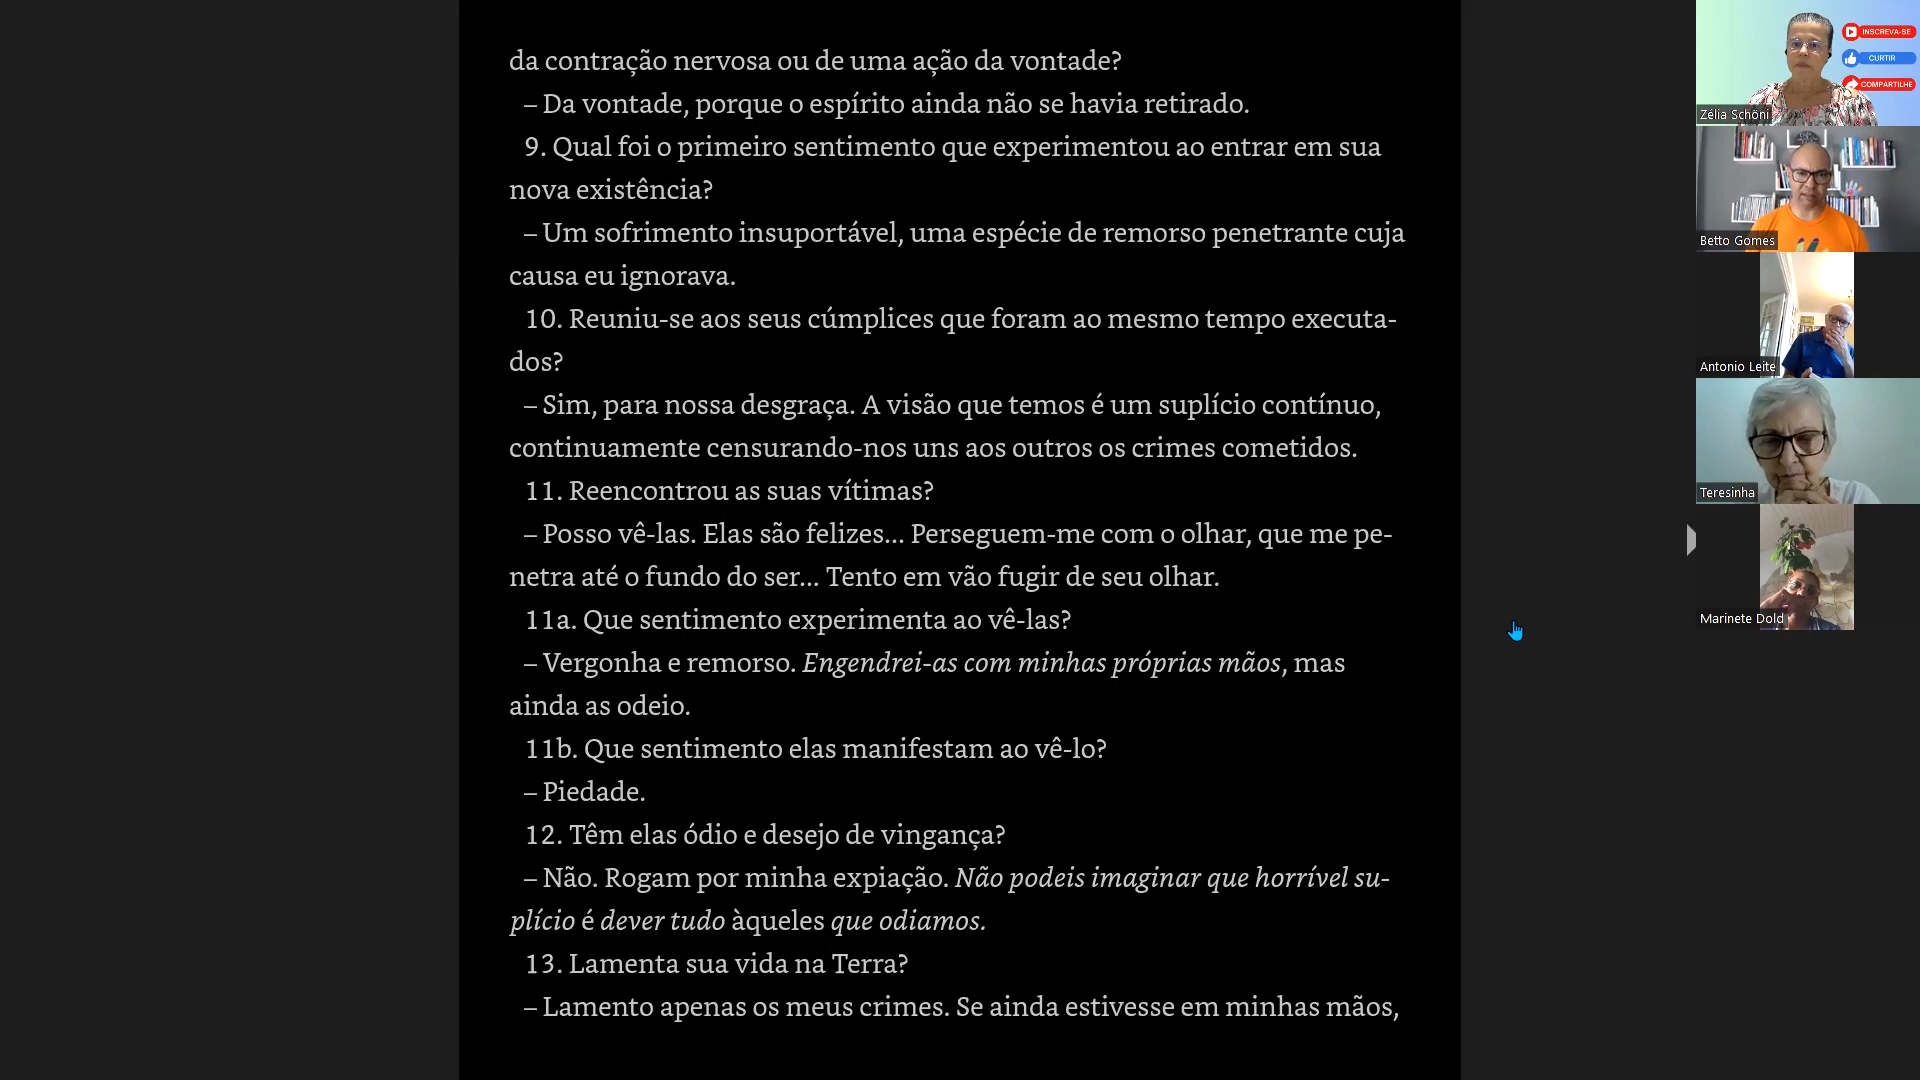 da contração nervosa ou de uma ação da vontade?
– Da vontade, porque o espírito ainda não se havia retirado.
9. Qual foi o primeiro sentimento que experimentou ao entrar em sua
nova existência?
– Um sofrimento insuportável, uma espécie de remorso penetrante cuja
causa eu ignorava.
10. Reuniu-se aos seus cúmplices que foram ao mesmo tempo executa-
dos?
– Sim, para nossa desgraça. A visão que temos é um suplício contínuo,
continuamente censurando-nos uns aos outros os crimes cometidos.
11. Reencontrou as suas vítimas?
– Posso vê-las. Elas são felizes... Perseguem-me com o olhar, que me pe-
netra até o fundo do ser... Tento em vão fugir de seu olhar.
11a. Que sentimento experimenta ao vê-las?
– Vergonha e remorso. Engendrei-as com minhas próprias mãos, mas
ainda as odeio.
11b. Que sentimento elas manifestam ao vê-lo?
– Piedade.
12. Têm elas ódio e desejo de vingança?
– Não. Rogam por minha expiação. Não podeis imaginar que horrível su-
plício é dever tudo àqueles que odiamos.
13. Lamenta sua vida na Terra?
– Lamento apenas os meus crimes. Se ainda estivesse em minhas mãos,
INSCREVA-SE
CURTIR
COMPARTILHE
Zélia Schöni
Betto Gomes
Antonio Leite
Teresinha
Marinete Dold